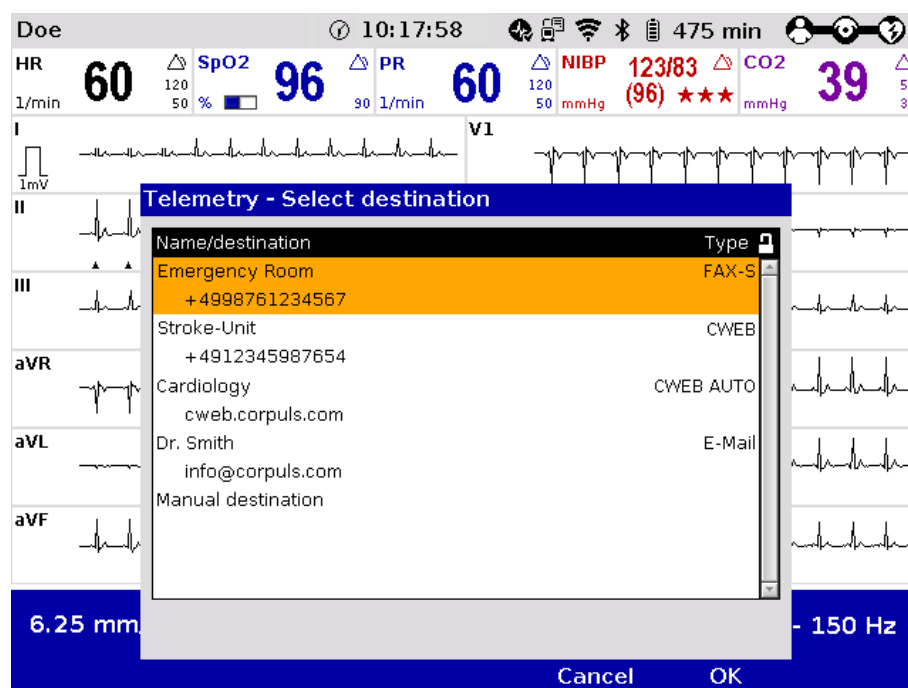 Doe 10:17:58 475 min
HR 60 120 50 1/min
SpO2 96 90 %
PR 60 120 50 1/min
NIBP 123/83 (96) ★★★ mmHg
CO2 39 5 3 mmHg
I
1mV
V1
II
III
aVR
aVL
aVF
Telemetry - Select destination
Name/destination Type
Emergency Room FAX-S
+4998761234567
Stroke-Unit CWEB
+4912345987654
Cardiology CWEB AUTO
cweb.corpuls.com
Dr. Smith E-Mail
info@corpuls.com
Manual destination
6.25 mm - 150 Hz
Cancel OK